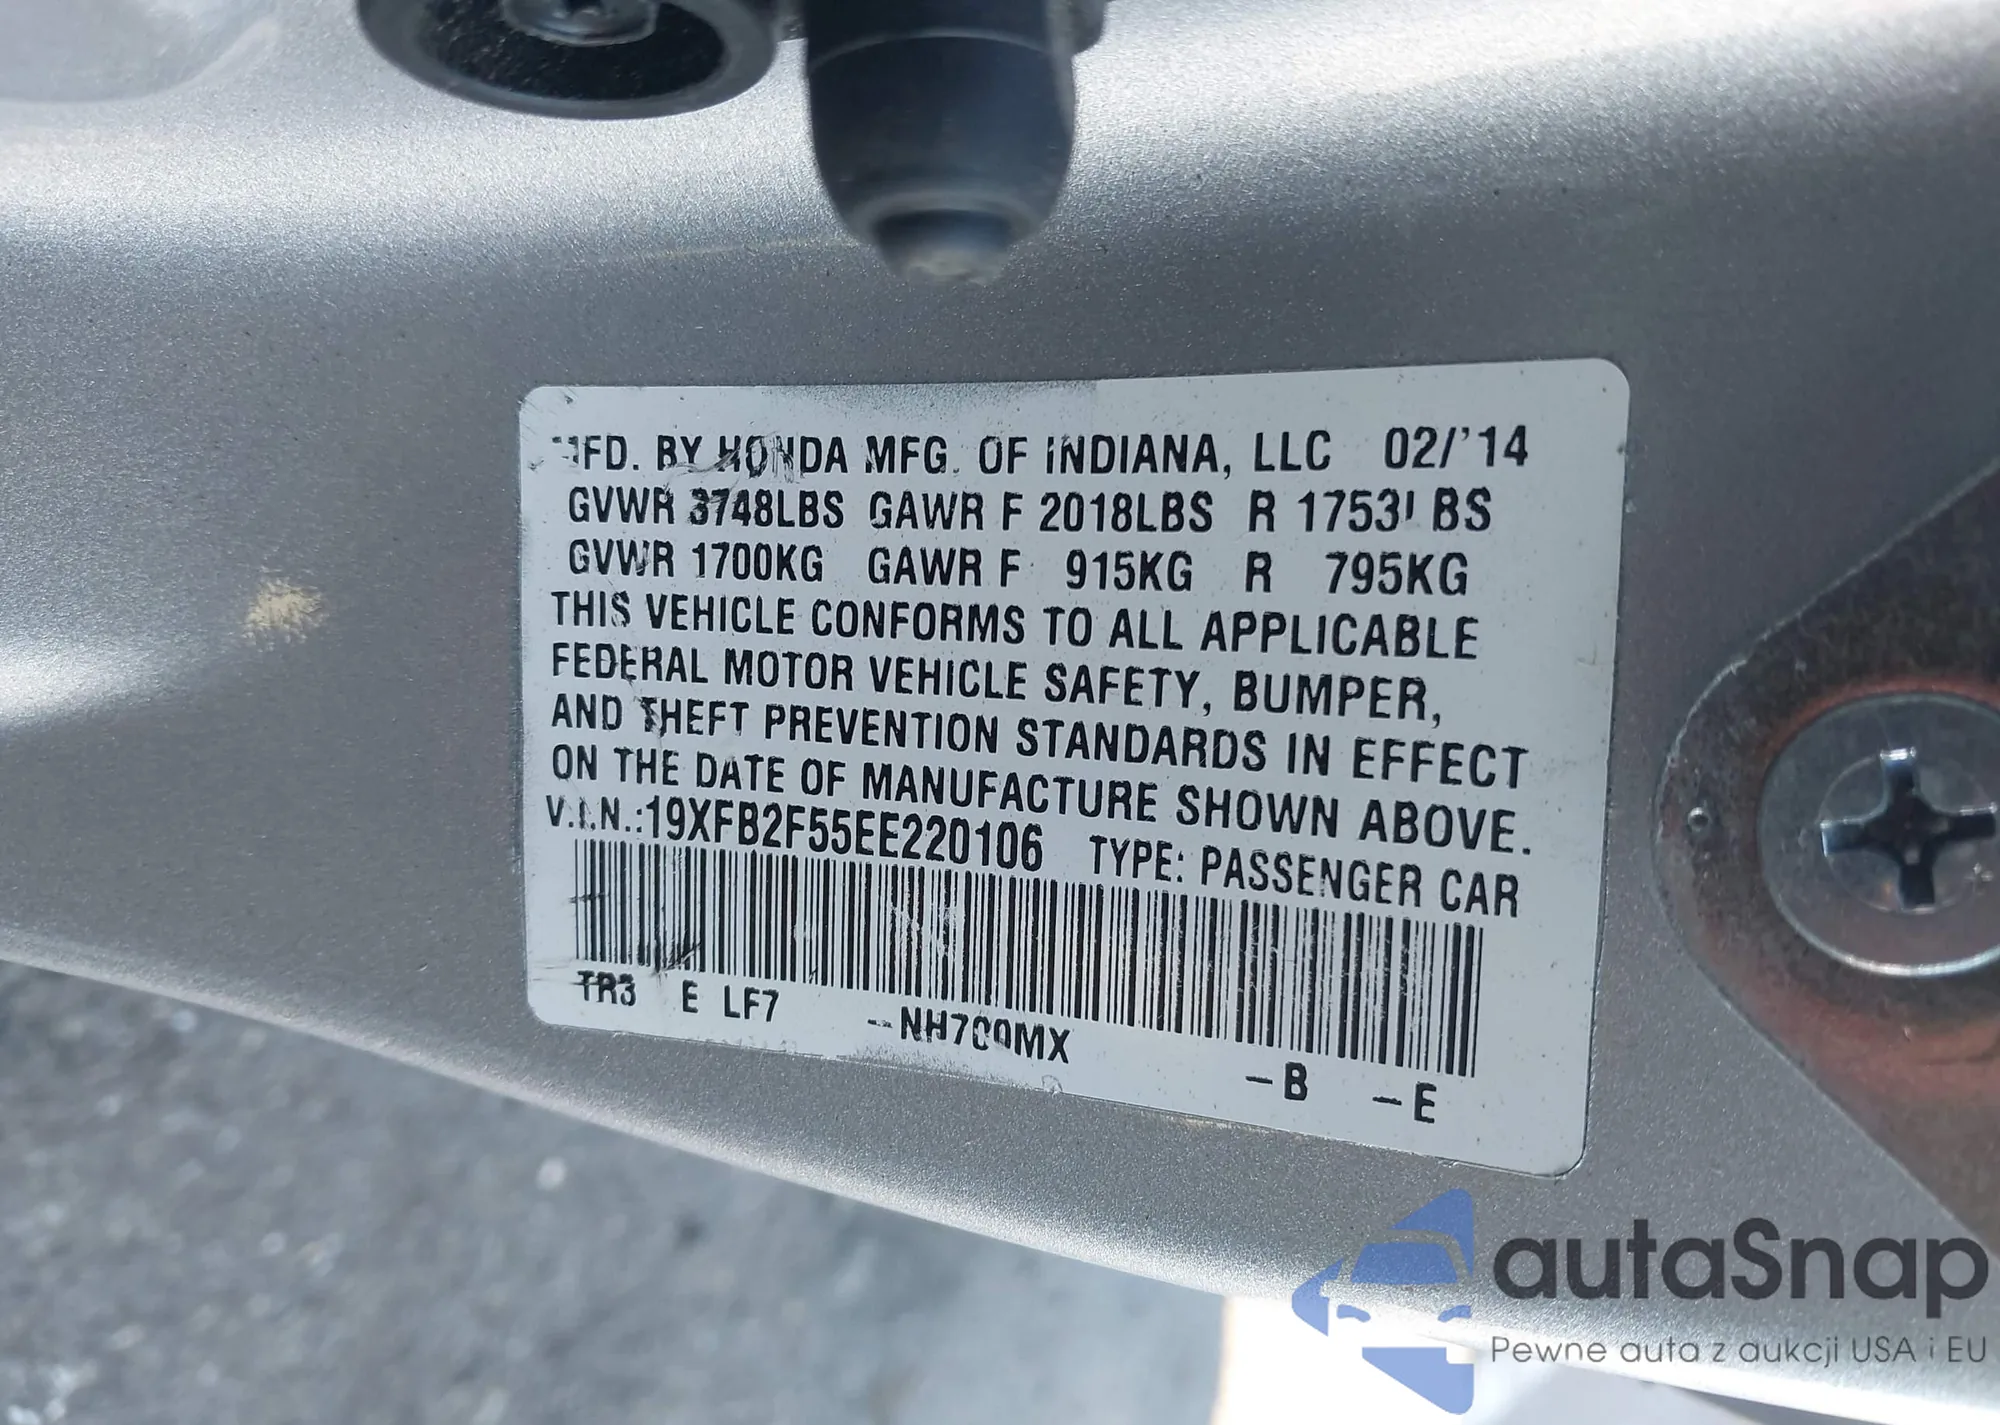 MFD. BY HONDA MFG. OF INDIANA, LLC 02/'14
GVWR 3748LBS GAWR F 2018LBS R 1753LBS
GVWR 1700KG GAWR F 915KG R 795KG
THIS VEHICLE CONFORMS TO ALL APPLICABLE
FEDERAL MOTOR VEHICLE SAFETY, BUMPER,
AND THEFT PREVENTION STANDARDS IN EFFECT
ON THE DATE OF MANUFACTURE SHOWN ABOVE.
V.I.N.:19XFB2F55EE220106 TYPE: PASSENGER CAR
TR3 E LF7 --NH700MX -B -E
autaSnap
Pewne auta z aukcji USA i EU